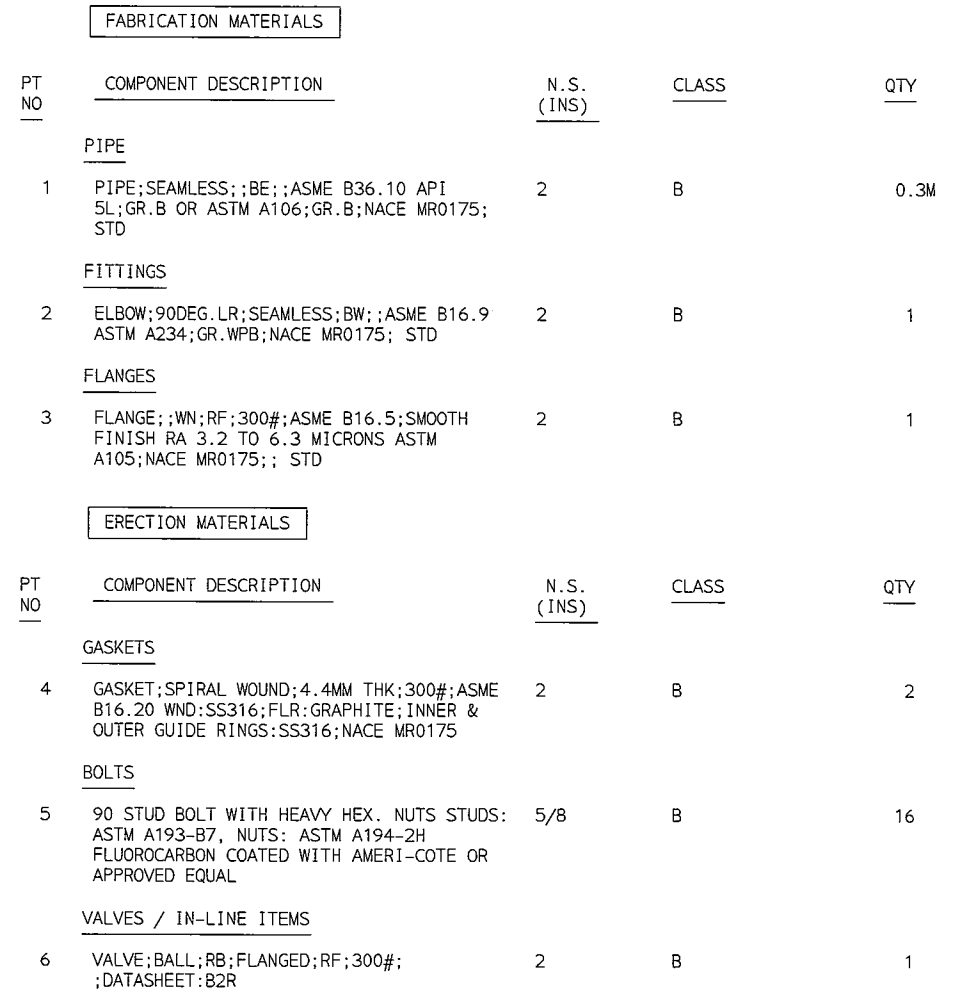 FABRICATION MATERIALS
PT NO COMPONENT DESCRIPTION N.S. (INS) CLASS QTY
PIPE
1 PIPE;SEAMLESS;;BE;;ASME B36.10 API 2 B 0.3M
5L;GR.B OR ASTM A106;GR.B;NACE MR0175;
STD
FITTINGS
2 ELBOW;90DEG.LR;SEAMLESS;BW;;ASME B16.9 2 B 1
ASTM A234;GR.WPB;NACE MR0175; STD
FLANGES
3 FLANGE;;WN;RF;300#;ASME B16.5;SMOOTH 2 B 1
FINISH RA 3.2 TO 6.3 MICRONS ASTM
A105;NACE MR0175;; STD
ERECTION MATERIALS
PT NO COMPONENT DESCRIPTION N.S. (INS) CLASS QTY
GASKETS
4 GASKET;SPIRAL WOUND;4.4MM THK;300#;ASME 2 B 2
B16.20 WND:SS316;FLR:GRAPHITE;INNER &
OUTER GUIDE RINGS:SS316;NACE MR0175
BOLTS
5 90 STUD BOLT WITH HEAVY HEX. NUTS STUDS: 5/8 B 16
ASTM A193-B7, NUTS: ASTM A194-2H
FLUOROCARBON COATED WITH AMERI-COTE OR
APPROVED EQUAL
VALVES / IN-LINE ITEMS
6 VALVE;BALL;RB;FLANGED;RF;300#; 2 B 1
;DATASHEET:B2R